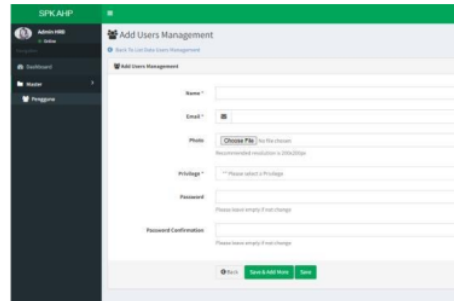 SPK AHP
Admin HMD
Online
Dashboard
Master
Pengguna
Add Users Management
Back To List Data Users Management
Add Users Management
Name *
Email *
Photo
Choose File No file chosen
Recommended resolution is 200x200px
Privilege *
** Please select a Privilege
Password
Please leave empty if not change
Password Confirmation
Please leave empty if not change
Back
Save & Add More
Save